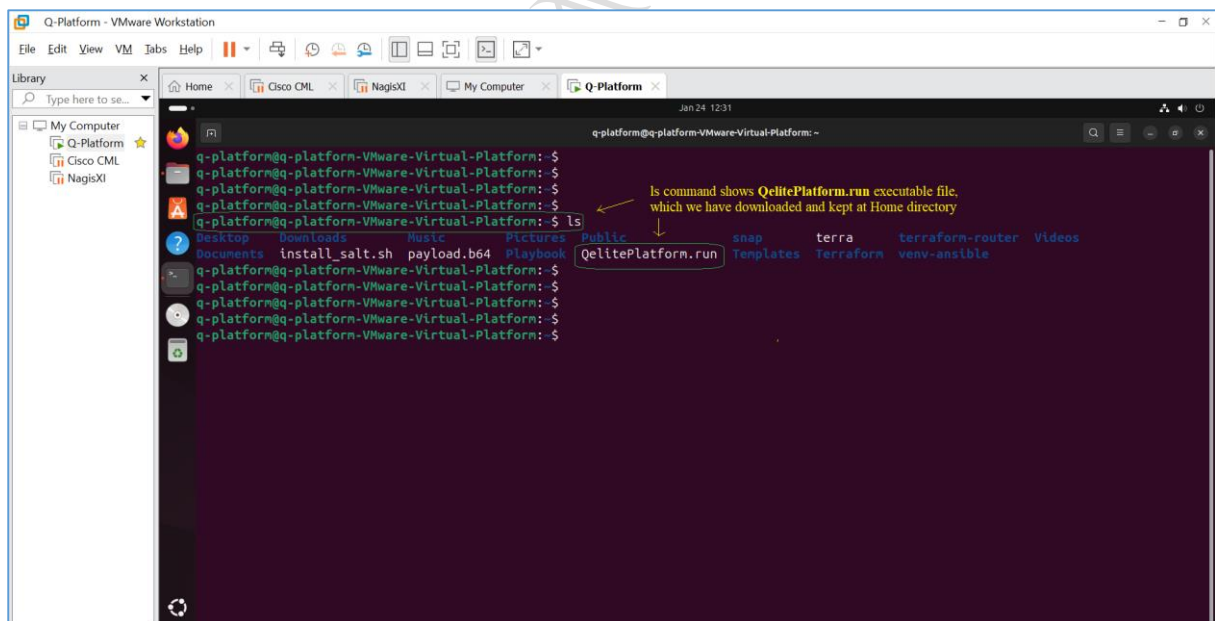 Q-Platform - VMware Workstation
File Edit View VM Tabs Help
Library
Type here to se...
My Computer
Q-Platform
Cisco CML
NagisXI
Home Cisco CML NagisXI My Computer Q-Platform
Jan 24 12:31
q-platform@q-platform-VMware-Virtual-Platform: ~
q-platform@q-platform-VMware-Virtual-Platform:~$
q-platform@q-platform-VMware-Virtual-Platform:~$
q-platform@q-platform-VMware-Virtual-Platform:~$
q-platform@q-platform-VMware-Virtual-Platform:~$
q-platform@q-platform-VMware-Virtual-Platform:~$ ls
ls command shows QelitePlatform.run executable file,
which we have downloaded and kept at Home directory
Desktop Downloads Music Pictures Public snap terra terraform-router Videos
Documents install_salt.sh payload.b64 Playbook QelitePlatform.run Templates Terraform venv-ansible
q-platform@q-platform-VMware-Virtual-Platform:~$
q-platform@q-platform-VMware-Virtual-Platform:~$
q-platform@q-platform-VMware-Virtual-Platform:~$
q-platform@q-platform-VMware-Virtual-Platform:~$
q-platform@q-platform-VMware-Virtual-Platform:~$